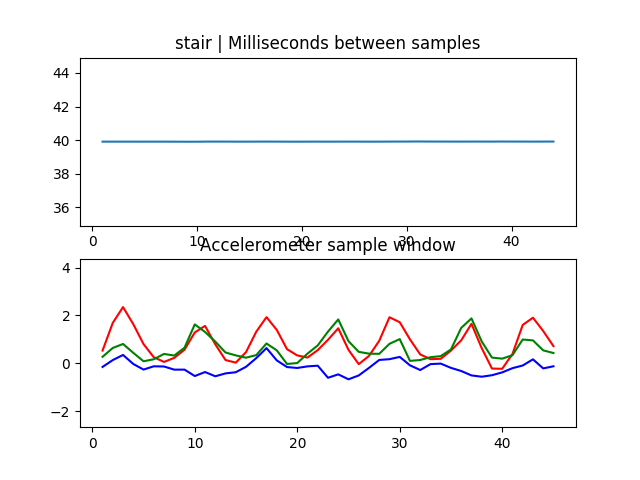 stair | Milliseconds between samples
44
42
40
38
36
0 10 20 30 40
Accelerometer sample window
4
2
0
−2
0 10 20 30 40